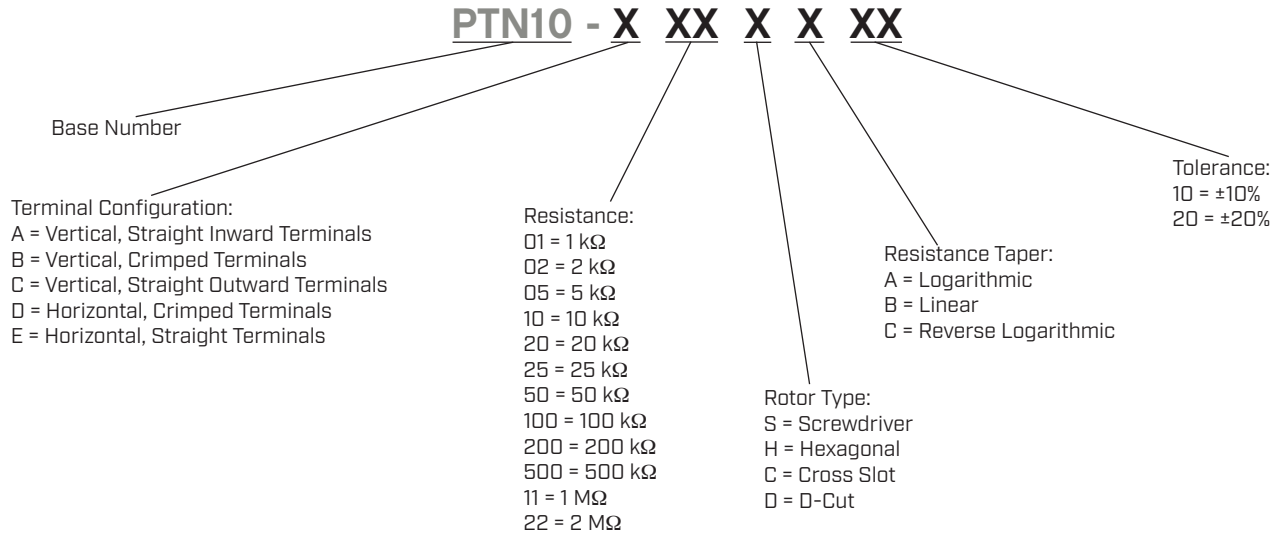 PTN10 - X XX X X XX
Base Number
Terminal Configuration:
A = Vertical, Straight Inward Terminals
B = Vertical, Crimped Terminals
C = Vertical, Straight Outward Terminals
D = Horizontal, Crimped Terminals
E = Horizontal, Straight Terminals
Resistance:
01 = 1 kΩ
02 = 2 kΩ
05 = 5 kΩ
10 = 10 kΩ
20 = 20 kΩ
25 = 25 kΩ
50 = 50 kΩ
100 = 100 kΩ
200 = 200 kΩ
500 = 500 kΩ
11 = 1 MΩ
22 = 2 MΩ
Rotor Type:
S = Screwdriver
H = Hexagonal
C = Cross Slot
D = D-Cut
Resistance Taper:
A = Logarithmic
B = Linear
C = Reverse Logarithmic
Tolerance:
10 = ±10%
20 = ±20%